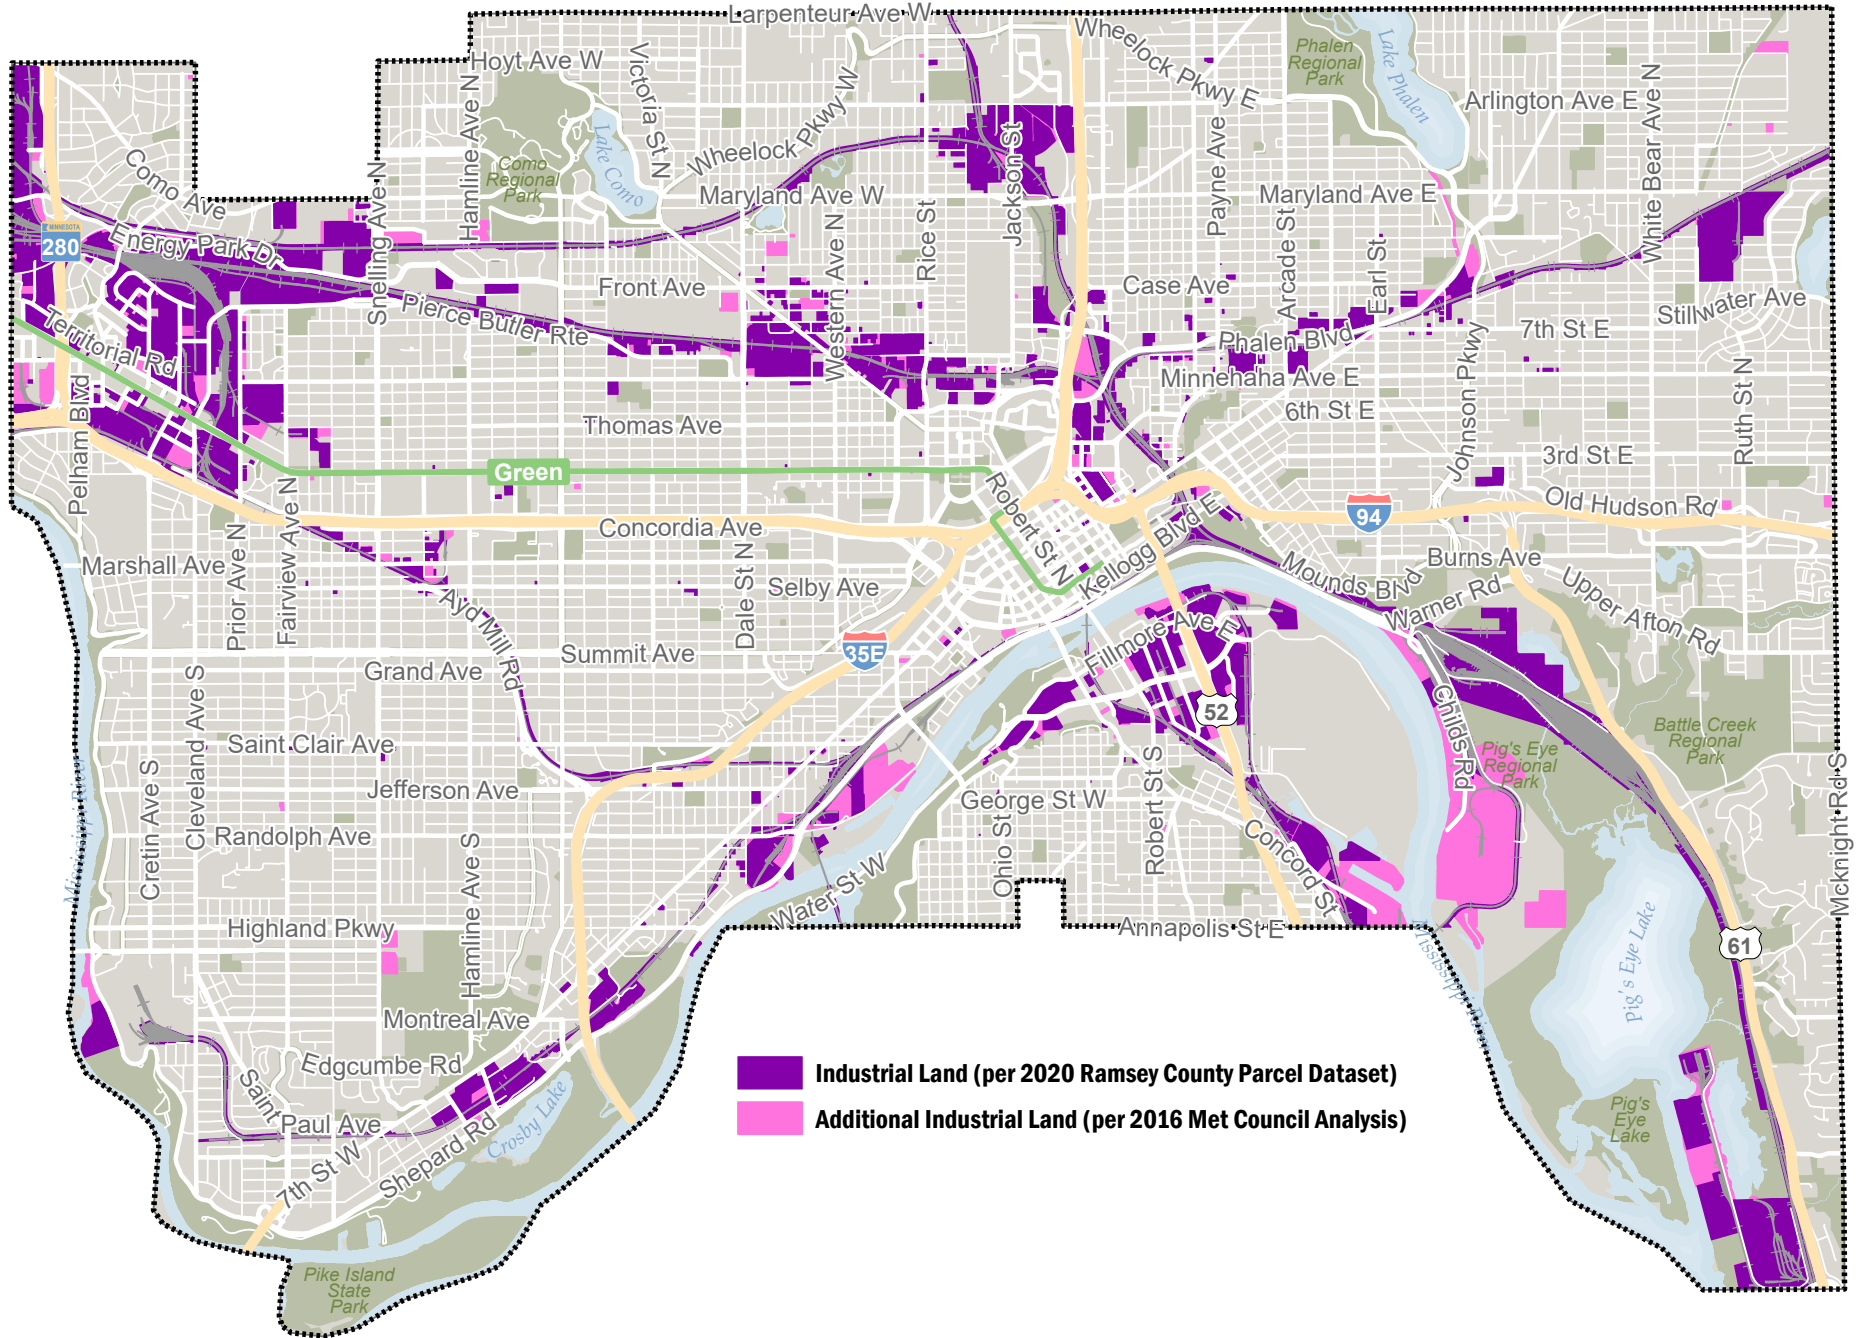 Larpenteur Ave W
Wheelock Pkwy E
Phalen
Regional
Park
Lake Phalen
Hoyt Ave W
Victoria St N
Hamline Ave N
Wheelock Pkwy W
Rice St
Jackson St
Arlington Ave E
White Bear Ave N
Payne Ave
Como Ave
Como
Regional
Park
Lake Como
Maryland Ave W
Maryland Ave E
Snelling Ave N
MINNESOTA
280
Energy Park Dr
Western Ave N
Arcade St
Earl St
Front Ave
Case Ave
Stillwater Ave
Pierce Butler Rte
Territorial Rd
Phalen Blvd
7th St E
Minnehaha Ave E
Johnson Pkwy
Ruth St N
Pelham Blvd
6th St E
Thomas Ave
3rd St E
Green
Robert St N
Old Hudson Rd
94
Concordia Ave
Fairview Ave N
Prior Ave N
Kellogg Blvd E
Marshall Ave
Selby Ave
Dale St N
Mounds Blvd
Burns Ave
Warner Rd
Upper Afton Rd
Ayd Mill Rd
35E
Summit Ave
Fillmore Ave E
Grand Ave
Cleveland Ave S
52
Childs Rd
Battle Creek
Regional
Park
Saint Clair Ave
Pig's Eye
Regional
Park
Mississippi River
Cretin Ave S
Jefferson Ave
George St W
Ohio St
Robert St S
Concord St
Randolph Ave
Mcknight Rd S
Hamline Ave S
Water St W
Highland Pkwy
Annapolis St E
Mississippi River
Pig's Eye Lake
61
Montreal Ave
Edgcumbe Rd
Industrial Land (per 2020 Ramsey County Parcel Dataset)
Additional Industrial Land (per 2016 Met Council Analysis)
Saint
Paul Ave
Crosby Lake
Pig's
Eye
Lake
7th St W
Shepard Rd
Pike Island
State
Park